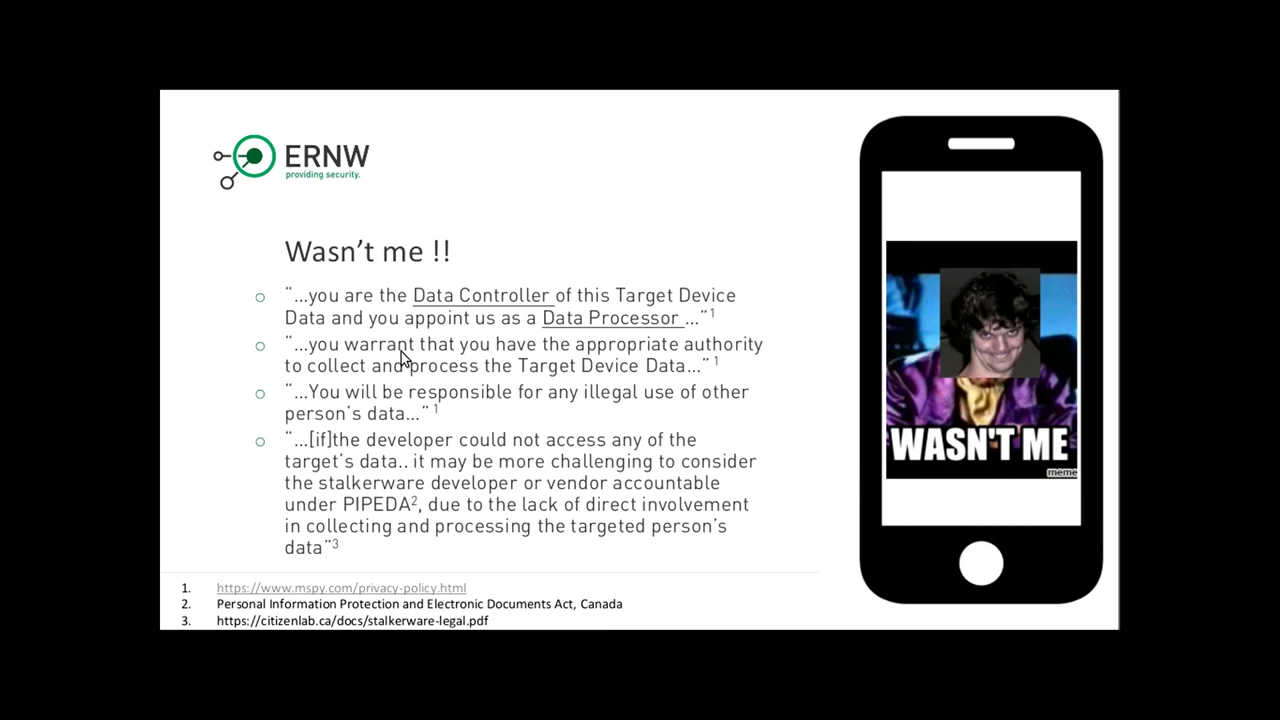 ERNW
providing security.
Wasn't me !!
“...you are the Data Controller of this Target Device
Data and you appoint us as a Data Processor ...”1
“...you warrant that you have the appropriate authority
to collect and process the Target Device Data...” 1
“...You will be responsible for any illegal use of other
person's data...” 1
“...[if]the developer could not access any of the
target's data.. it may be more challenging to consider
the stalkerware developer or vendor accountable
under PIPEDA2, due to the lack of direct involvement
in collecting and processing the targeted person's
data”3
WASN'T ME
meme
1. https://www.mspy.com/privacy-policy.html
2. Personal Information Protection and Electronic Documents Act, Canada
3. https://citizenlab.ca/docs/stalkerware-legal.pdf